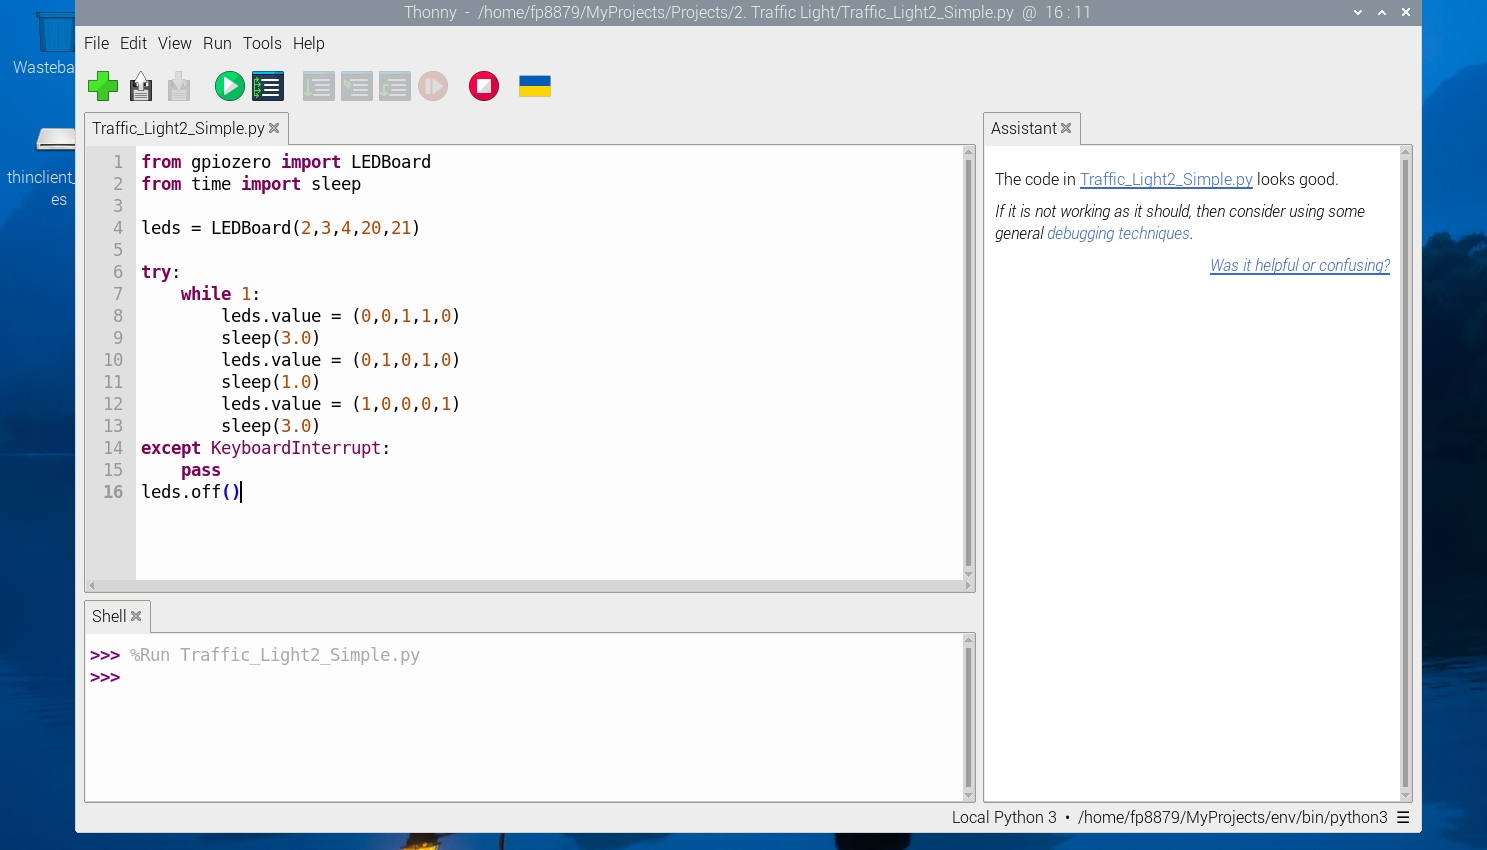 Thonny - /home/fp8879/MyProjects/Projects/2. Traffic Light/Traffic_Light2_Simple.py @ 16 : 11
Wasteba
thinclient_
es
File Edit View Run Tools Help
Traffic_Light2_Simple.py
1 from gpiozero import LEDBoard
2 from time import sleep
3
4 leds = LEDBoard(2,3,4,20,21)
5
6 try:
7     while 1:
8         leds.value = (0,0,1,1,0)
9         sleep(3.0)
10         leds.value = (0,1,0,1,0)
11         sleep(1.0)
12         leds.value = (1,0,0,0,1)
13         sleep(3.0)
14 except KeyboardInterrupt:
15     pass
16 leds.off()
Shell
>>> %Run Traffic_Light2_Simple.py
>>>
Assistant
The code in Traffic_Light2_Simple.py looks good.
If it is not working as it should, then consider using some
general debugging techniques.
Was it helpful or confusing?
Local Python 3 • /home/fp8879/MyProjects/env/bin/python3 ☰